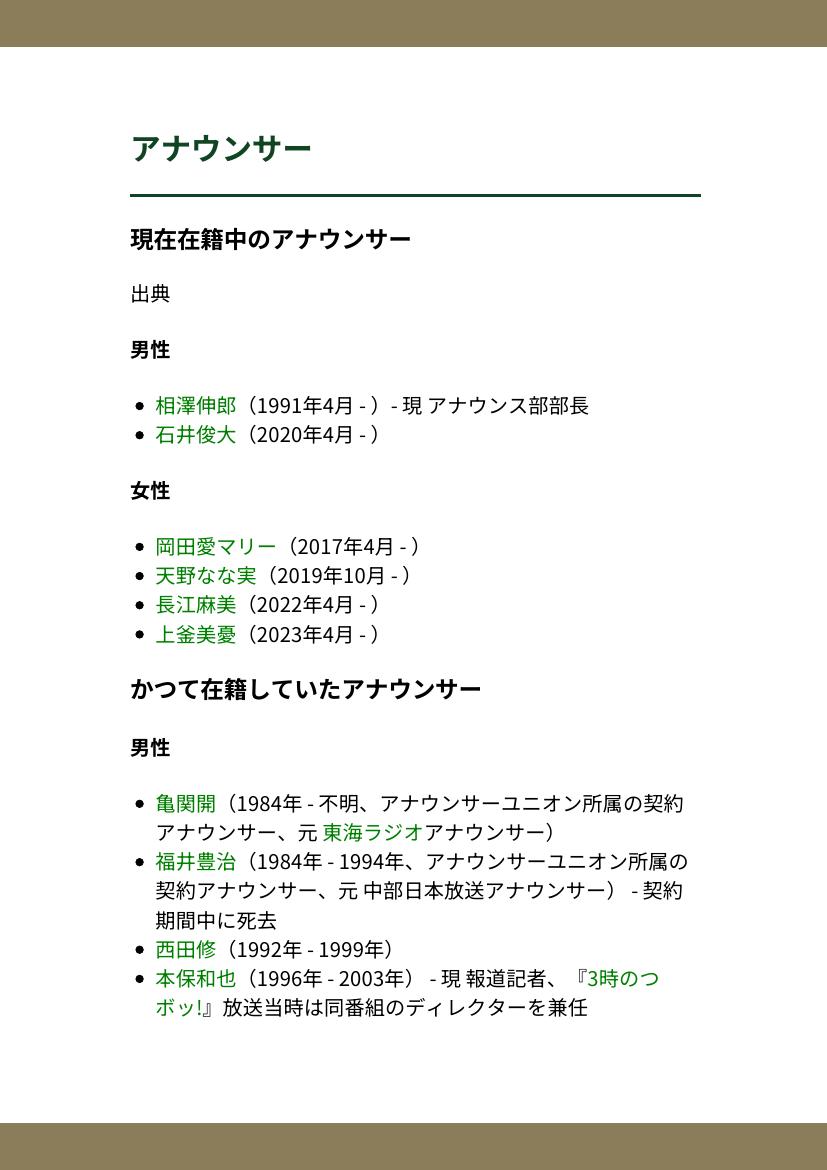 アナウンサー
現在在籍中のアナウンサー
出典
男性
相澤伸郎（1991年4月 - ）- 現 アナウンス部部長
石井俊大（2020年4月 - ）
女性
岡田愛マリー（2017年4月 - ）
天野なな実（2019年10月 - ）
長江麻美（2022年4月 - ）
上釜美憂（2023年4月 - ）
かつて在籍していたアナウンサー
男性
亀関開（1984年 - 不明、アナウンサーユニオン所属の契約
アナウンサー、元 東海ラジオアナウンサー）
福井豊治（1984年 - 1994年、アナウンサーユニオン所属の
契約アナウンサー、元 中部日本放送アナウンサー） - 契約
期間中に死去
西田修（1992年 - 1999年）
本保和也（1996年 - 2003年） - 現 報道記者、『3時のつ
ボッ!』放送当時は同番組のディレクターを兼任